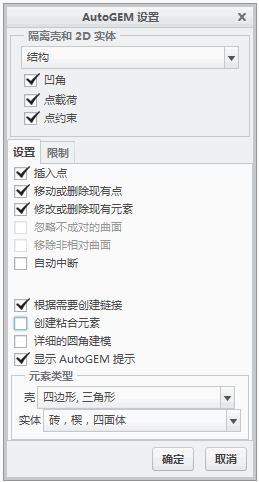 AutoGEM 设置
隔离壳和 2D 实体
结构
凹角
点载荷
点约束
设置 限制
插入点
移动或删除现有点
修改或删除现有元素
忽略不成对的曲面
移除非相对曲面
自动中断
根据需要创建链接
创建粘合元素
详细的圆角建模
显示 AutoGEM 提示
元素类型
壳 四边形, 三角形
实体 砖，楔，四面体
确定 取消